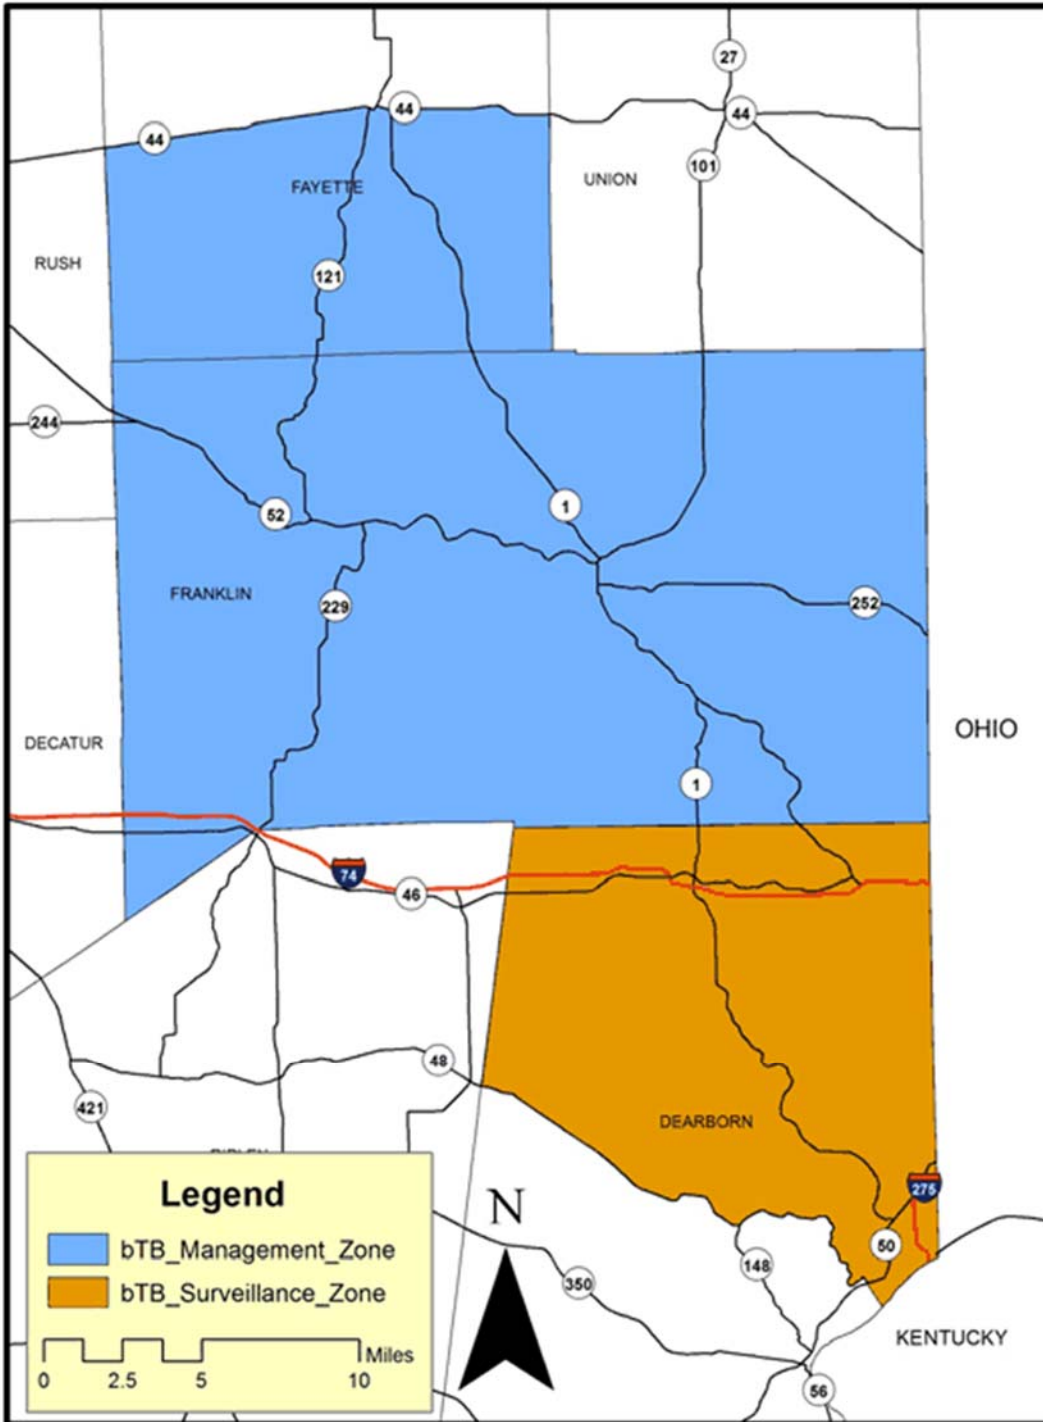 27
44
44
44
101
FAYETTE
UNION
RUSH
121
244
1
52
FRANKLIN
229
252
OHIO
DECATUR
1
74
46
48
421
DEARBORN
275
Legend
N
bTB_Management_Zone
50
148
350
bTB_Surveillance_Zone
KENTUCKY
Miles
0 2.5 5 10
56